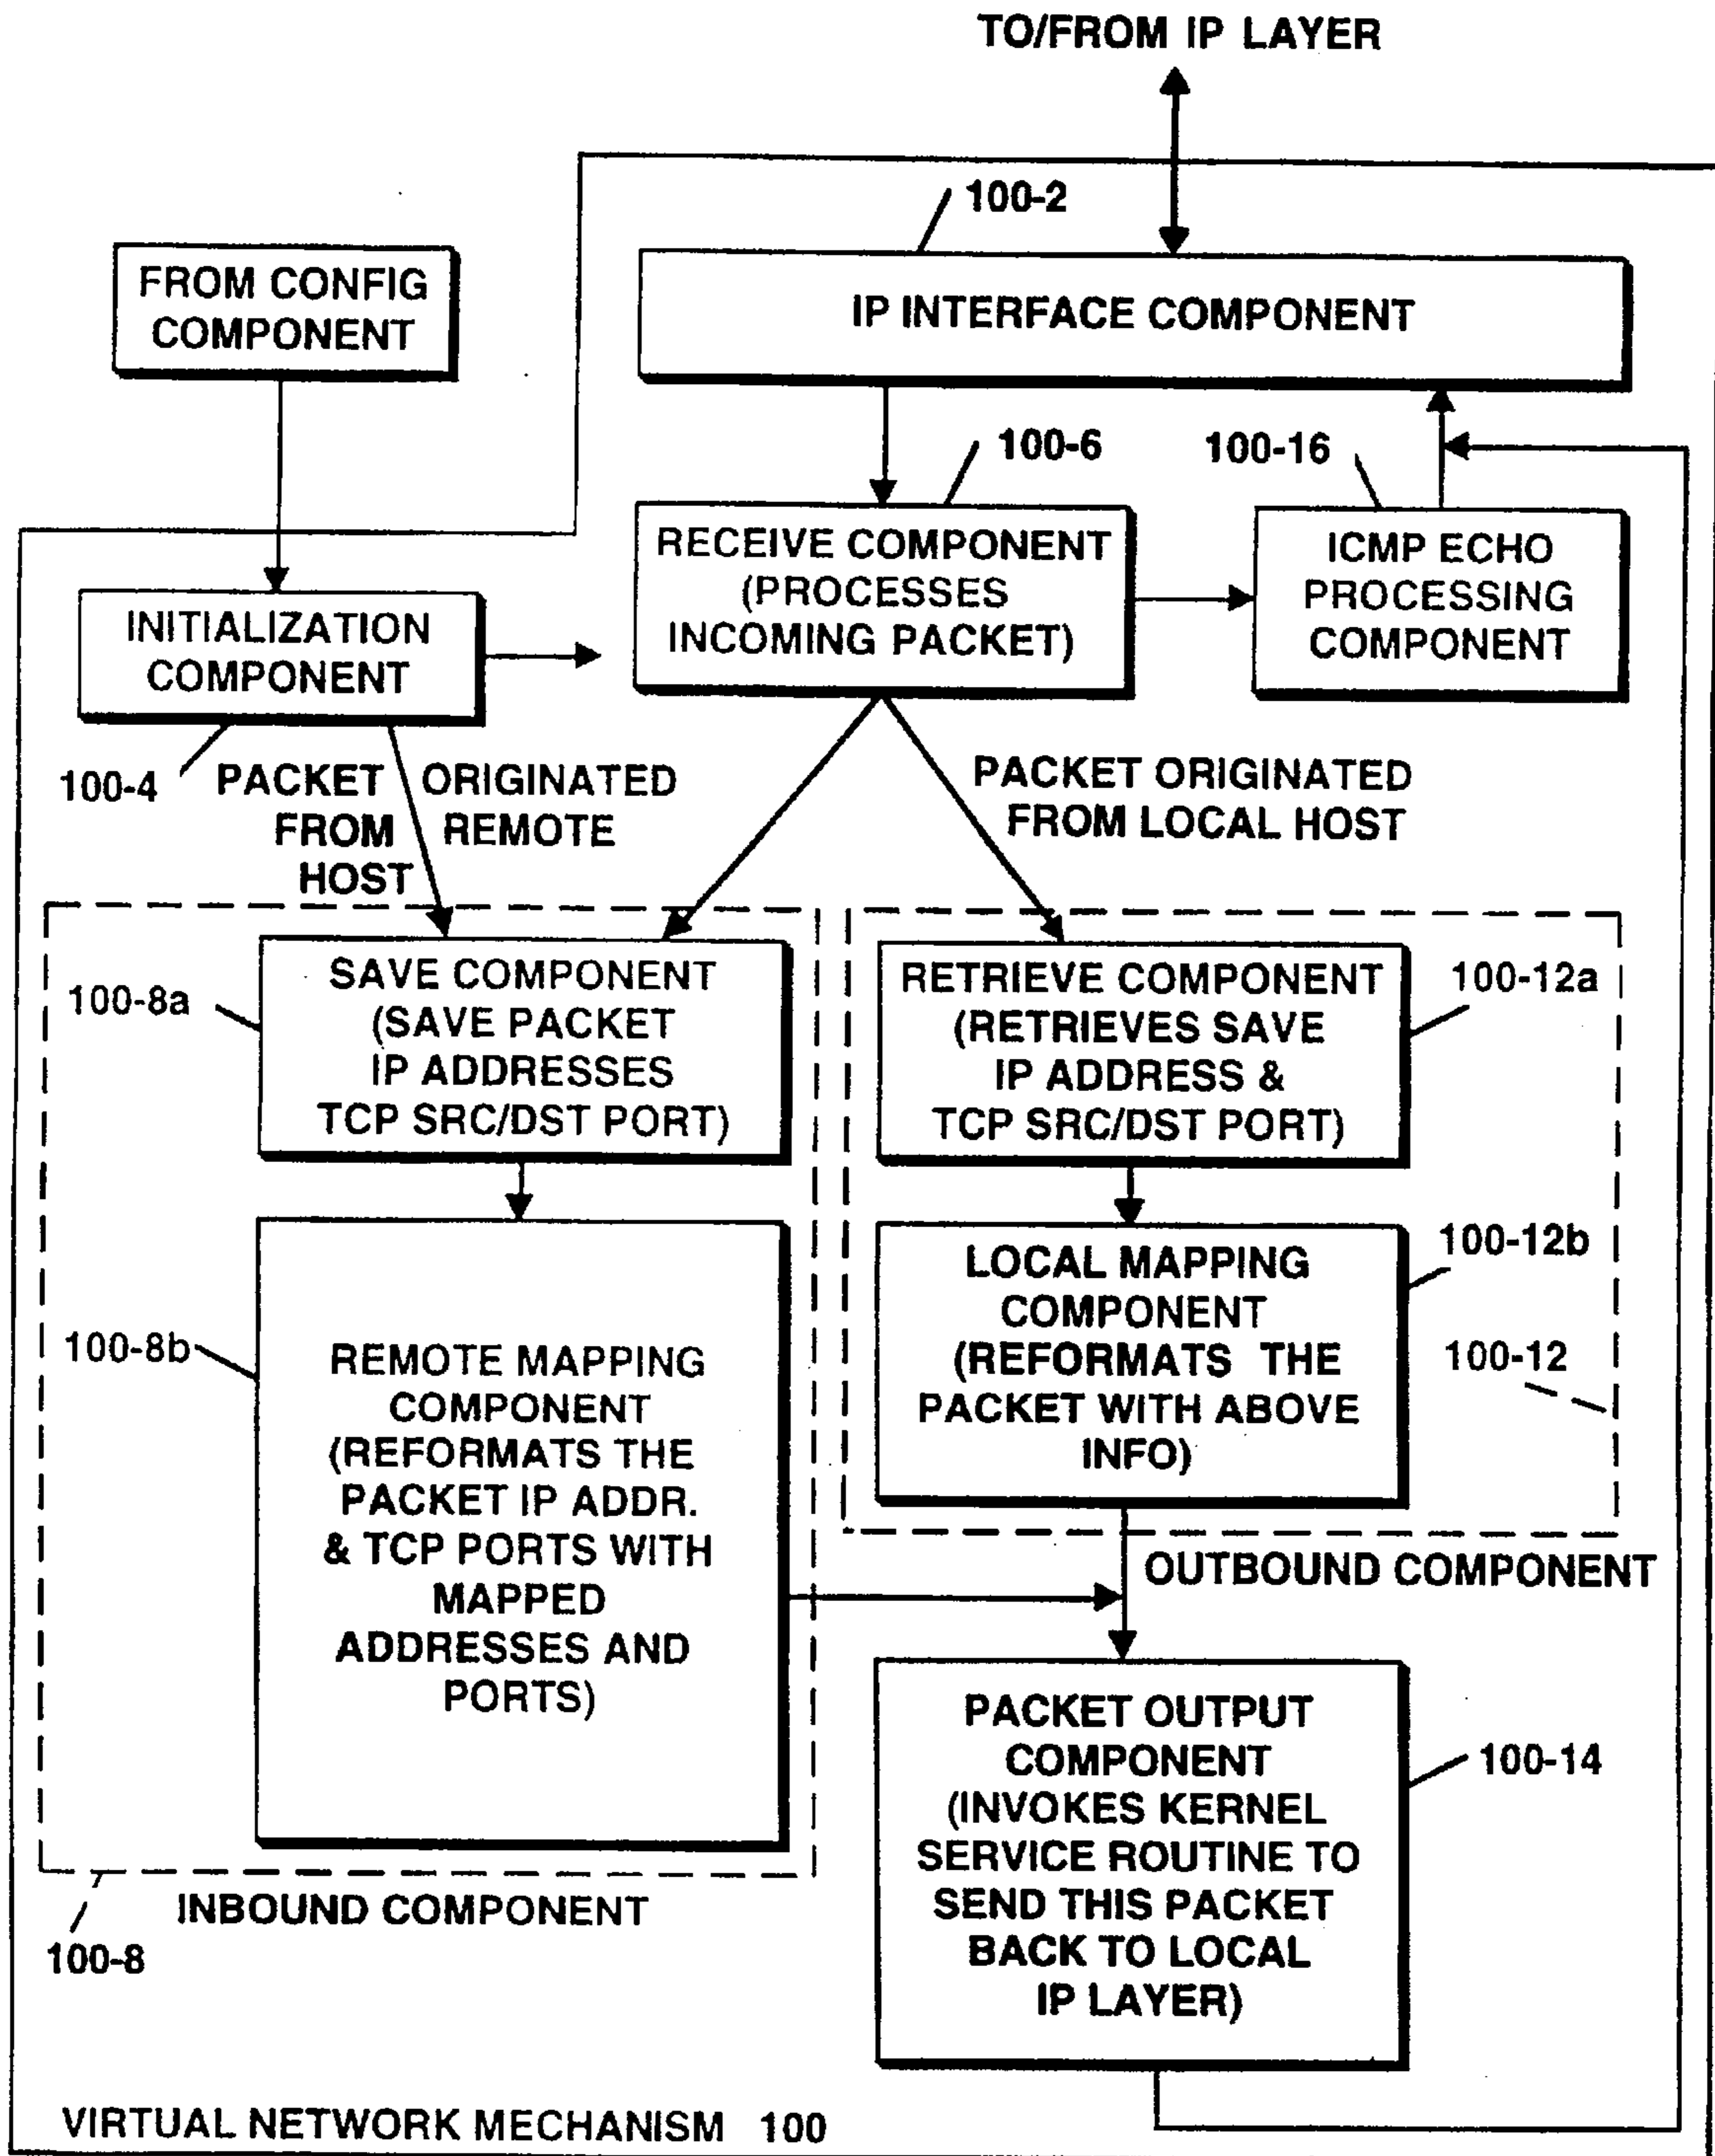 TO/FROM IP LAYER
100-2
FROM CONFIG
COMPONENT
IP INTERFACE COMPONENT
100-6
100-16
RECEIVE COMPONENT
(PROCESSES
INCOMING PACKET)
ICMP ECHO
PROCESSING
COMPONENT
INITIALIZATION
COMPONENT
100-4
PACKET ORIGINATED
FROM REMOTE
HOST
PACKET ORIGINATED
FROM LOCAL HOST
100-8a
SAVE COMPONENT
(SAVE PACKET
IP ADDRESSES
TCP SRC/DST PORT)
RETRIEVE COMPONENT
(RETRIEVES SAVE
IP ADDRESS &
TCP SRC/DST PORT)
100-12a
100-8b
REMOTE MAPPING
COMPONENT
(REFORMATS THE
PACKET IP ADDR.
& TCP PORTS WITH
MAPPED
ADDRESSES AND
PORTS)
LOCAL MAPPING
COMPONENT
(REFORMATS THE
PACKET WITH ABOVE
INFO)
100-12b
100-12
OUTBOUND COMPONENT
PACKET OUTPUT
COMPONENT
(INVOKES KERNEL
SERVICE ROUTINE TO
SEND THIS PACKET
BACK TO LOCAL
IP LAYER)
100-14
INBOUND COMPONENT
100-8
VIRTUAL NETWORK MECHANISM 100